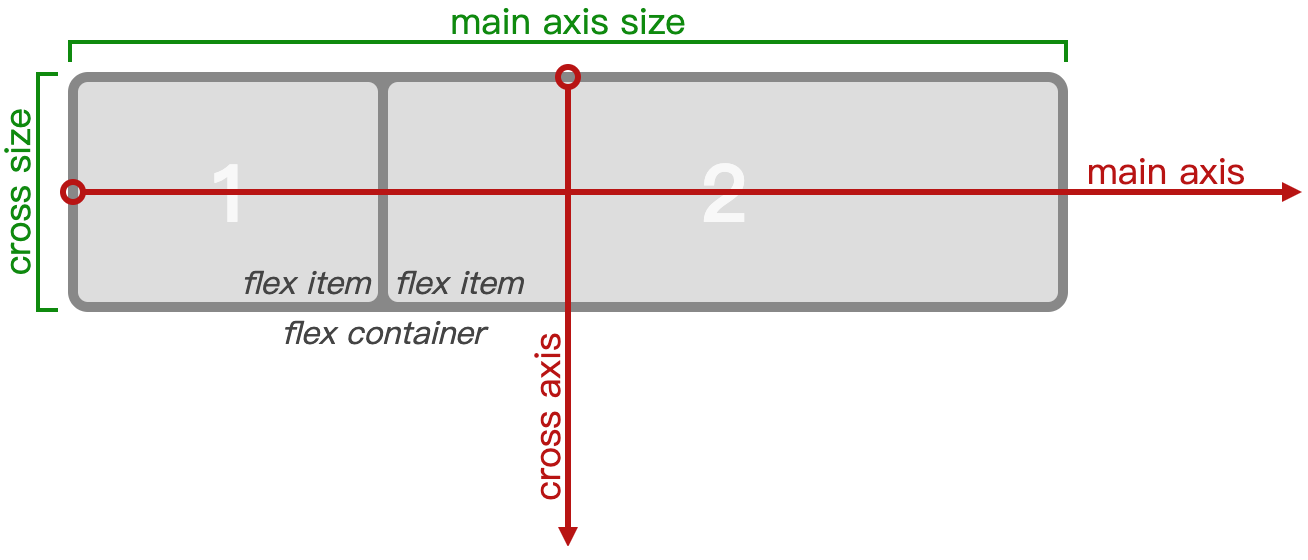 main axis size
cross size
1
2
main axis
flex item
flex item
flex container
cross axis